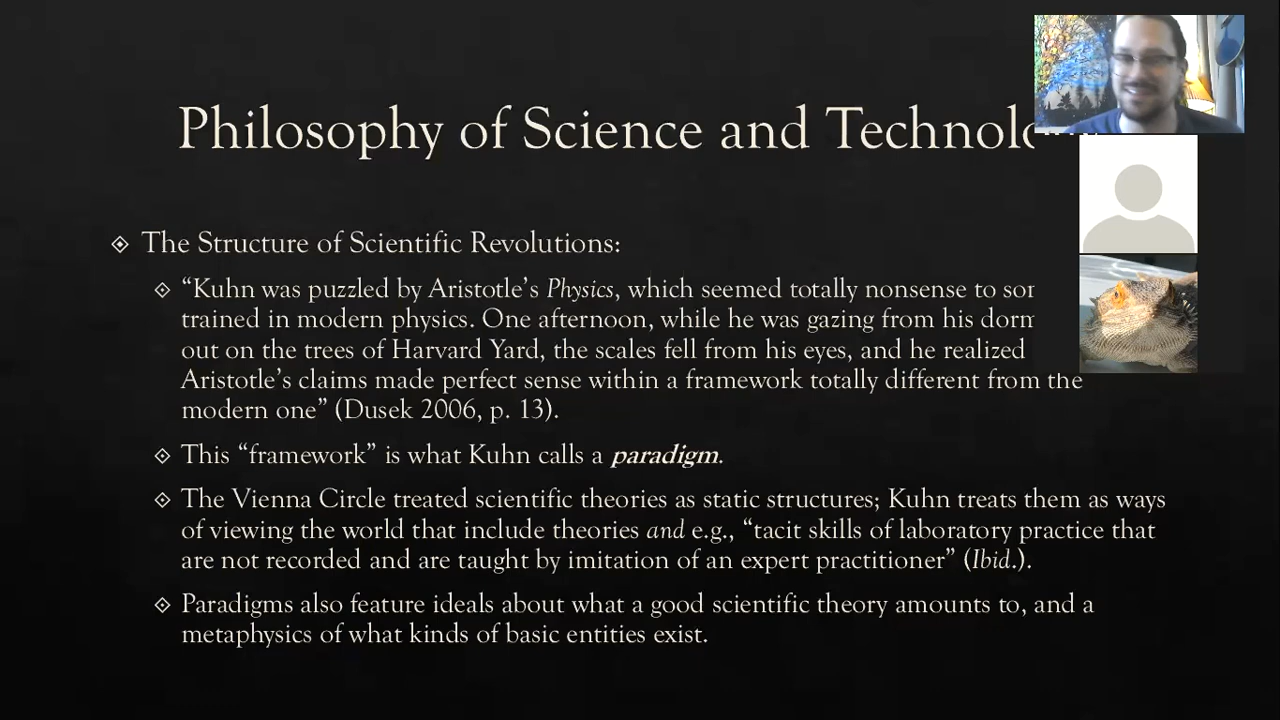 Philosophy of Science and
The Structure of Scientific Revolutions:
“Kuhn was puzzled by Aristotle’s Physics, which seemed totally nonsense to
trained in modern physics. One afternoon, while he was gazing from his
out on the trees of Harvard Yard, the scales fell from his eyes, and he realized
Aristotle’s claims made perfect sense within a framework totally different from the
modern one” (Dusek 2006, p. 13).
This “framework” is what Kuhn calls a paradigm.
The Vienna Circle treated scientific theories as static structures; Kuhn treats them as ways
of viewing the world that include theories and e.g., “tacit skills of laboratory practice that
are not recorded and are taught by imitation of an expert practitioner” (Ibid.).
Paradigms also feature ideals about what a good scientific theory amounts to, and a
metaphysics of what kinds of basic entities exist.